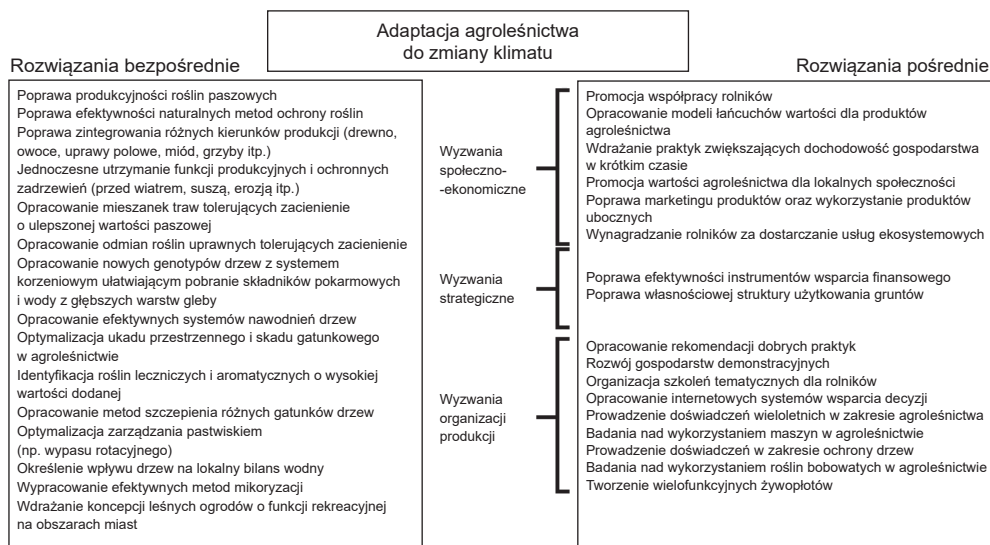 Adaptacja agroleśnictwa
do zmiany klimatu
Rozwiązania bezpośrednie
Poprawa produkcyjności roślin paszowych
Poprawa efektywności naturalnych metod ochrony roślin
Poprawa zintegrowania różnych kierunków produkcji (drewno,
owoce, uprawy polowe, miód, grzyby itp.)
Jednoczesne utrzymanie funkcji produkcyjnych i ochronnych
zadrzewień (przed wiatrem, suszą, erozją itp.)
Opracowanie mieszanek traw tolerujących zacienienie
o ulepszonej wartości paszowej
Opracowanie odmian roślin uprawnych tolerujących zacienienie
Opracowanie nowych genotypów drzew z systemem
korzeniowym ułatwiającym pobranie składników pokarmowych
i wody z głębszych warstw gleby
Opracowanie efektywnych systemów nawodnień drzew
Optymalizacja ukadu przestrzennego i skadu gatunkowego
w agroleśnictwie
Identyfikacja roślin leczniczych i aromatycznych o wysokiej
wartości dodanej
Opracowanie metod szczepienia różnych gatunków drzew
Optymalizacja zarządzania pastwiskiem
(np. wypasu rotacyjnego)
Określenie wpływu drzew na lokalny bilans wodny
Wypracowanie efektywnych metod mikoryzacji
Wdrażanie koncepcji leśnych ogrodów o funkcji rekreacyjnej
na obszarach miast
Wyzwania
społeczno-
-ekonomiczne
Wyzwania
strategiczne
Wyzwania
organizacji
produkcji
Rozwiązania pośrednie
Promocja współpracy rolników
Opracowanie modeli łańcuchów wartości dla produktów
agroleśnictwa
Wdrażanie praktyk zwiększających dochodowość gospodarstwa
w krótkim czasie
Promocja wartości agroleśnictwa dla lokalnych społeczności
Poprawa marketingu produktów oraz wykorzystanie produktów
ubocznych
Wynagradzanie rolników za dostarczanie usług ekosystemowych
Poprawa efektywności instrumentów wsparcia finansowego
Poprawa własnościowej struktury użytkowania gruntów
Opracowanie rekomendacji dobrych praktyk
Rozwój gospodarstw demonstracyjnych
Organizacja szkoleń tematycznych dla rolników
Opracowanie internetowych systemów wsparcia decyzji
Prowadzenie doświadczeń wieloletnich w zakresie agroleśnictwa
Badania nad wykorzystaniem maszyn w agroleśnictwie
Prowadzenie doświadczeń w zakresie ochrony drzew
Badania nad wykorzystaniem roślin bobowatych w agroleśnictwie
Tworzenie wielofunkcyjnych żywopłotów